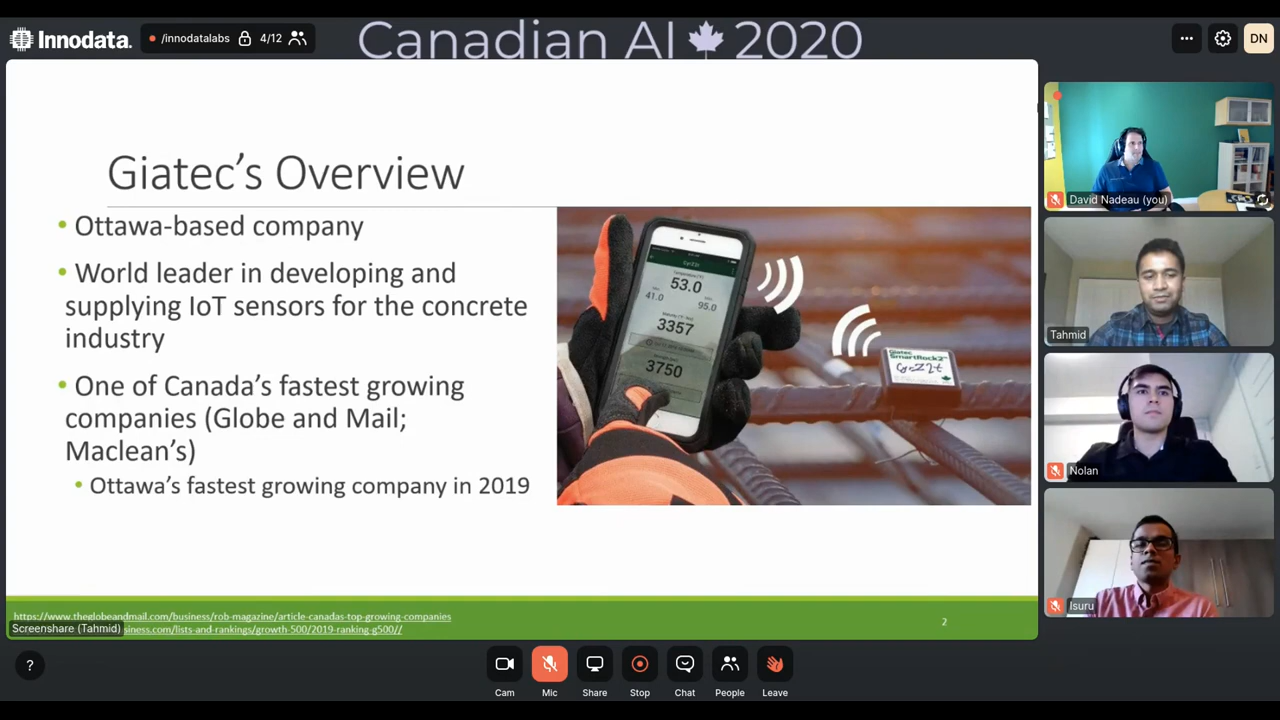 Innodata.
/innodatalabs
4/12
Canadian AI 2020
DN
Giatec's Overview
• Ottawa-based company
• World leader in developing and
supplying IoT sensors for the concrete
industry
• One of Canada's fastest growing
companies (Globe and Mail;
Maclean's)
• Ottawa's fastest growing company in 2019
53.0
41.0
95.0
3357
3750
Giatec
SmartRock2
https://www.theglobeandmail.com/business/rob-magazine/article-canadas-top-growing-companies
Screenshare (Tahmid)
siness.com/lists-and-rankings/growth-500/2019-ranking-g500//
2
David Nadeau (you)
Tahmid
Nolan
Isuru
?
Cam
Mic
Share
Stop
Chat
People
Leave